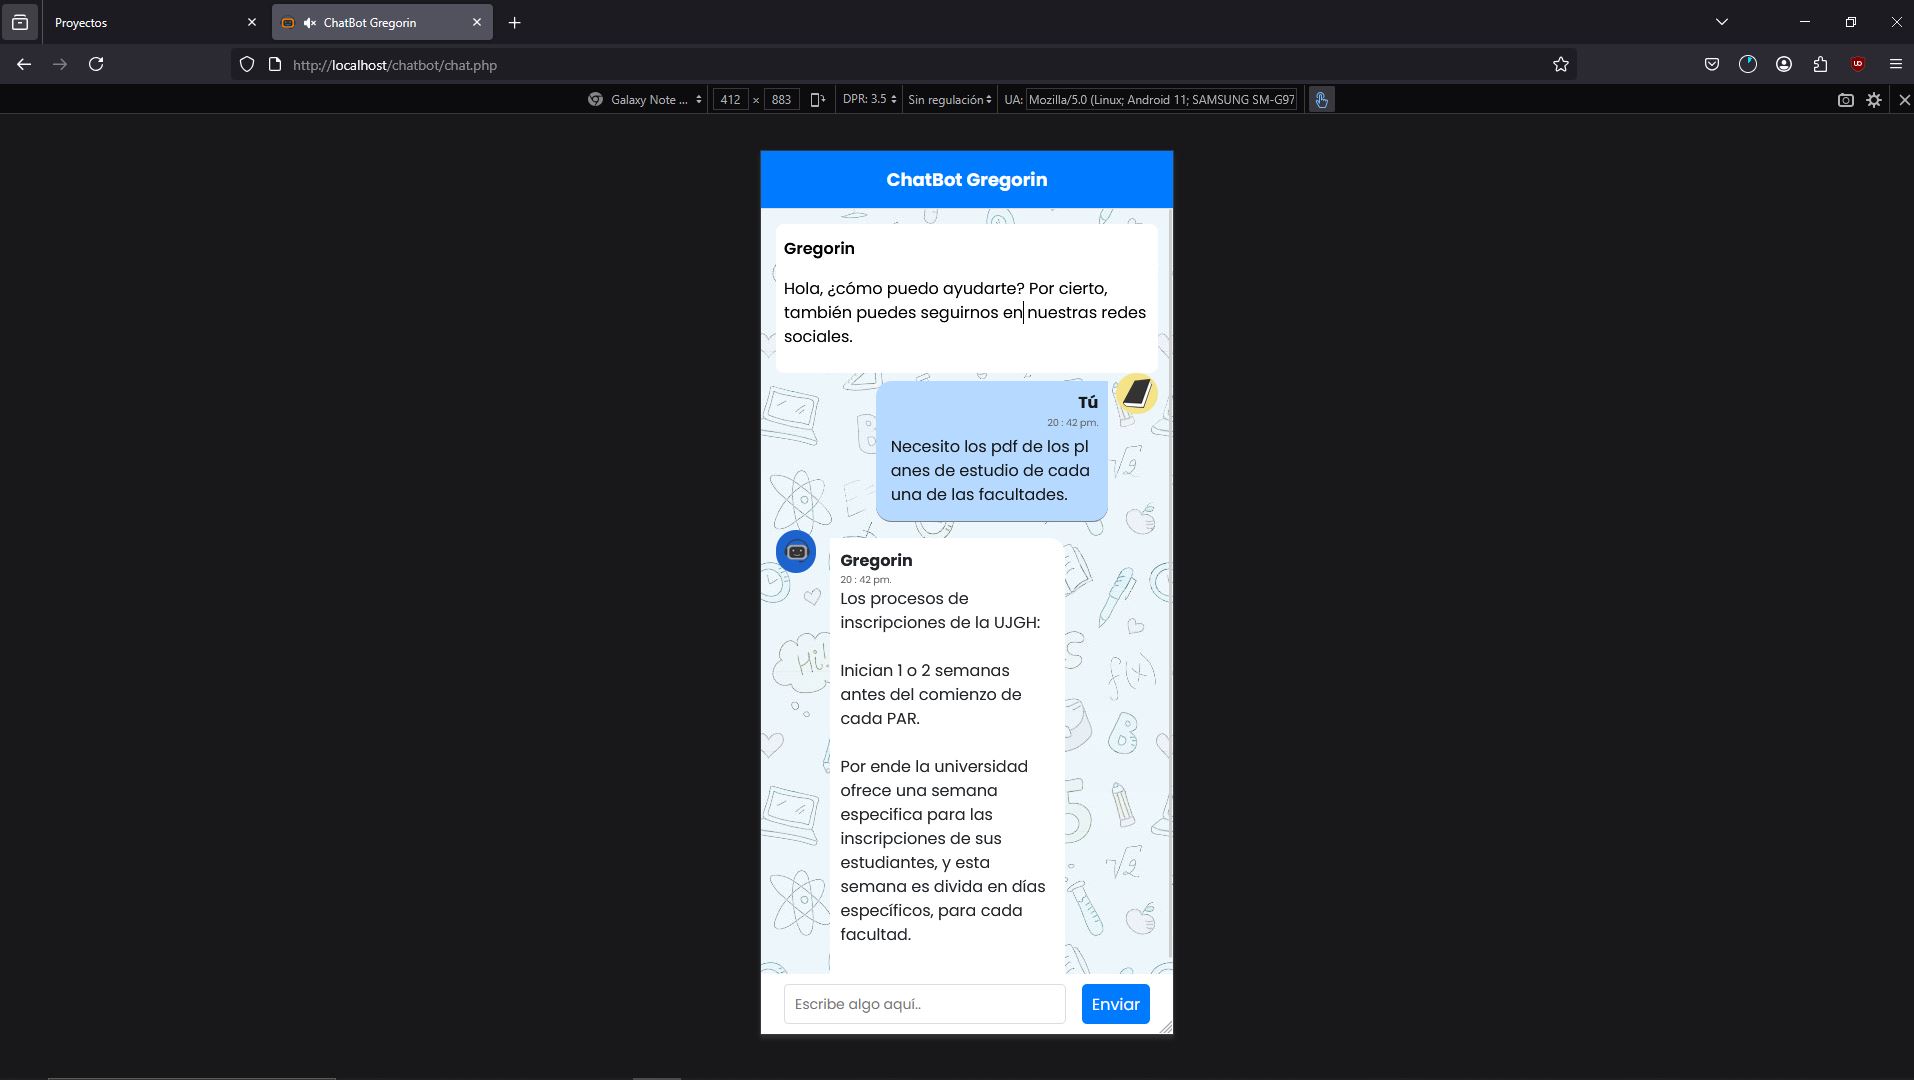 Proyectos
ChatBot Gregorin
http://localhost/chatbot/chat.php
Galaxy Note ...
412 × 883
DPR: 3.5
Sin regulación
UA: Mozilla/5.0 (Linux; Android 11; SAMSUNG SM-G97
ChatBot Gregorin
Gregorin
Hola, ¿cómo puedo ayudarte? Por cierto,
también puedes seguirnos en nuestras redes
sociales.
Tú
20 : 42 pm.
Necesito los pdf de los pl
anes de estudio de cada
una de las facultades.
Gregorin
20 : 42 pm.
Los procesos de
inscripciones de la UJGH:
Inician 1 o 2 semanas
antes del comienzo de
cada PAR.
Por ende la universidad
ofrece una semana
especifica para las
inscripciones de sus
estudiantes, y esta
semana es divida en días
específicos, para cada
facultad.
Hi!
Escribe algo aquí..
Enviar